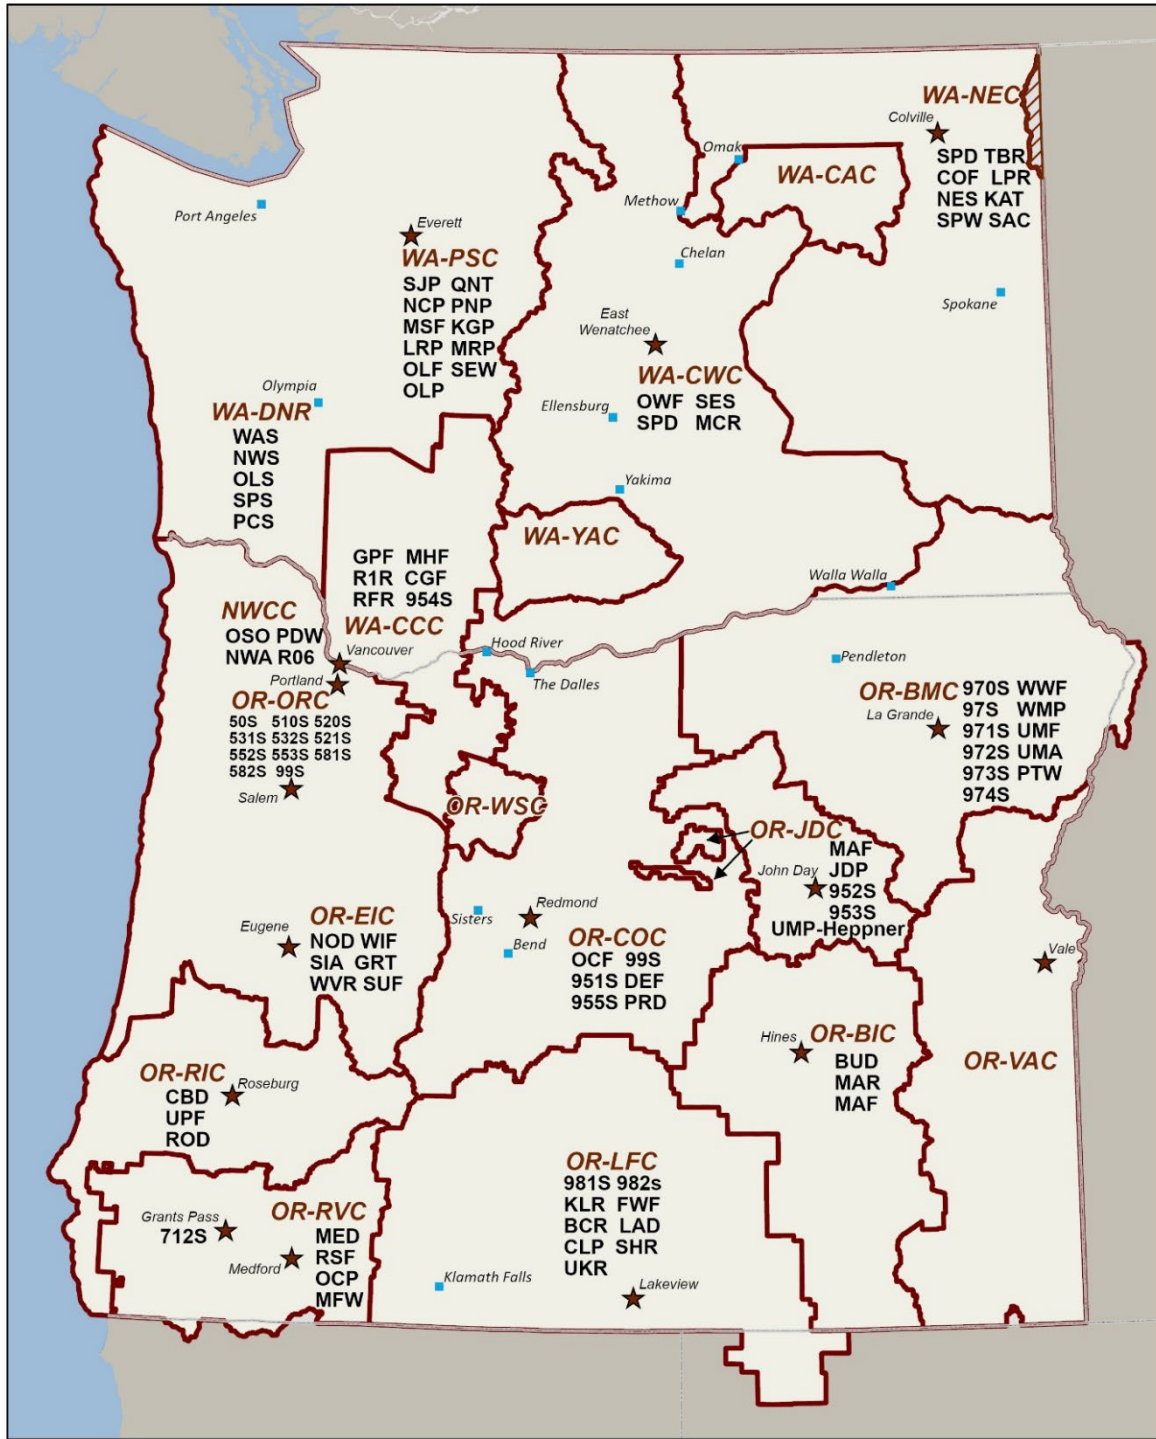 WA-NEC
Colville
SPD TBR
COF LPR
NES KAT
SPW SAC
Omak
WA-CAC
Methow
Port Angeles
Everett
WA-PSC
SJP QNT
NCP PNP
MSF KGP
LRP MRP
OLF SEW
OLP
Chelan
Spokane
East
Wenatchee
WA-CWC
OWF SES
SPD MCR
Ellensburg
Olympia
WA-DNR
WAS
NWS
OLS
SPS
PCS
Yakima
WA-YAC
GPF MHF
R1R CGF
RFR 954S
WA-CCC
Vancouver
Walla Walla
NWCC
OSO PDW
NWA R06
Hood River
The Dalles
Pendleton
Portland
OR-ORC
50S 510S 520S
531S 532S 521S
552S 553S 581S
582S 99S
Salem
OR-BMC
La Grande
970S WWF
97S WMP
971S UMF
972S UMA
973S PTW
974S
OR-WSC
OR-JDC
John Day
MAF
JDP
952S
953S
UMP-Heppner
Eugene
OR-EIC
NOD WIF
SIA GRT
WVR SUF
Sisters
Redmond
Bend
OR-COC
OCF 99S
951S DEF
955S PRD
Vale
OR-VAC
Hines
OR-BIC
BUD
MAR
MAF
OR-RIC
Roseburg
CBD
UPF
ROD
OR-LFC
981S 982s
KLR FWF
BCR LAD
CLP SHR
UKR
Grants Pass
712S
OR-RVC
Medford
MED
RSF
OCP
MFW
Klamath Falls
Lakeview